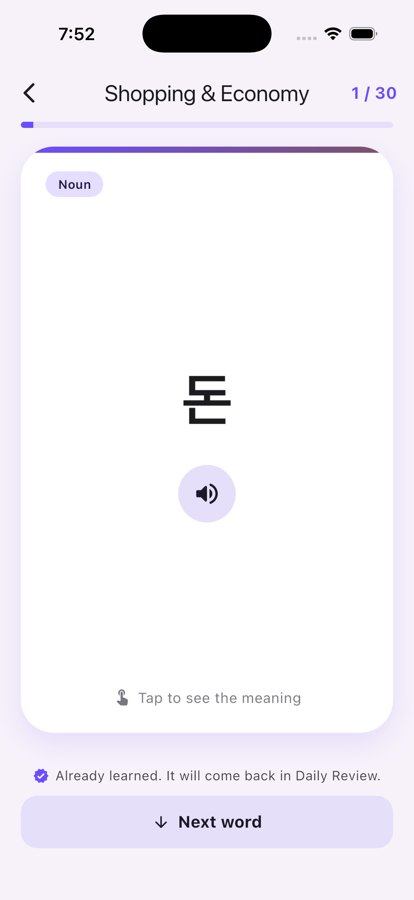 7:52
Shopping & Economy
1 / 30
Noun
돈
Tap to see the meaning
Already learned. It will come back in Daily Review.
Next word